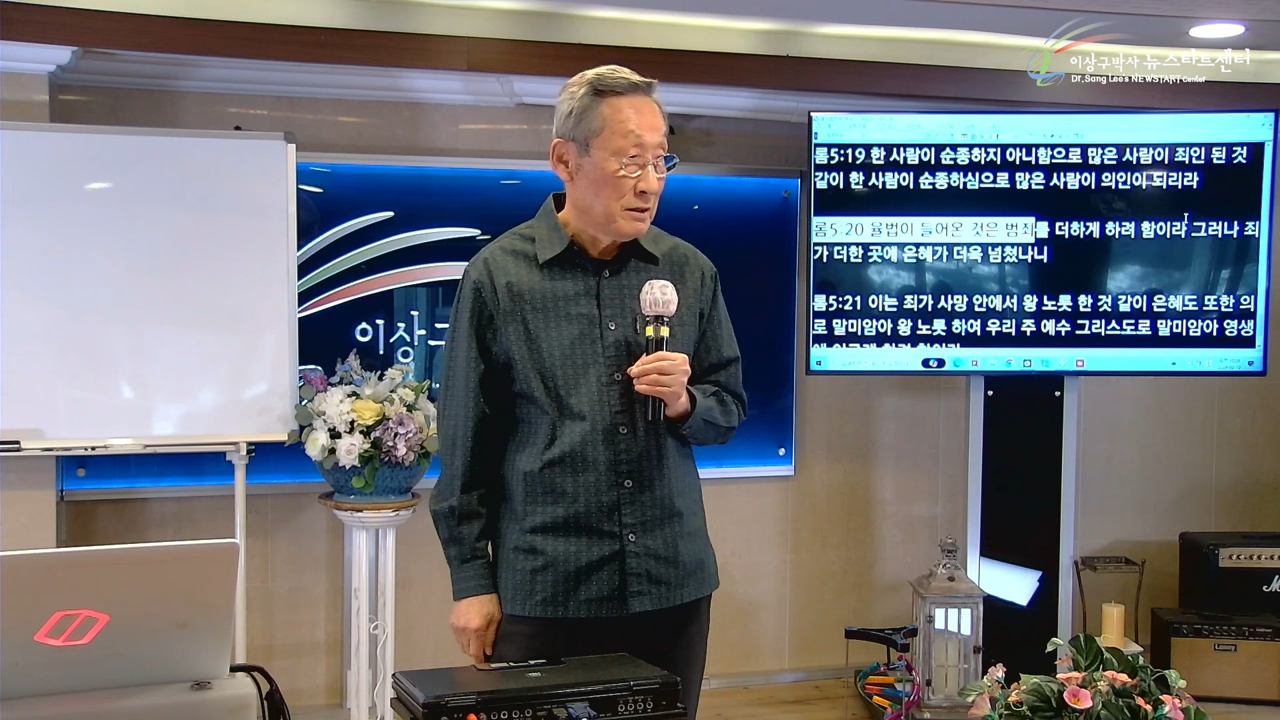 이상구박사 뉴스타트센터
Dr.Sang Lee's NEWSTART Center
롬5:19 한 사람이 순종하지 아니함으로 많은 사람이 죄인 된 것
같이 한 사람이 순종하심으로 많은 사람이 의인이 되리라
롬5:20 율법이 들어온 것은 범죄를 더하게 하려 함이라 그러나 죄
가 더한 곳에 은혜가 더욱 넘쳤나니
롬5:21 이는 죄가 사망 안에서 왕 노릇 한 것 같이 은혜도 또한 의
로 말미암아 왕 노릇 하여 우리 주 예수 그리스도로 말미암아 영생
이상구
Laney